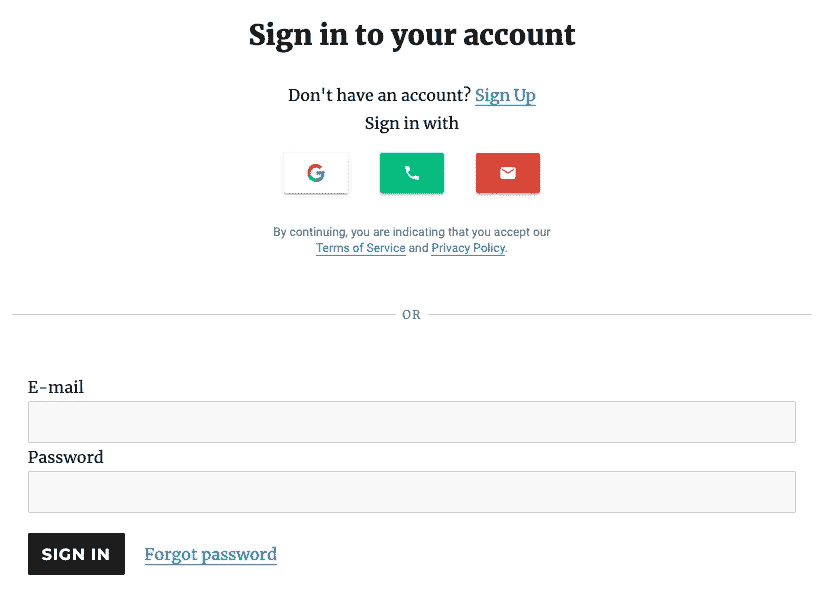 Sign in to your account
Don't have an account? Sign Up
Sign in with
By continuing, you are indicating that you accept our
Terms of Service and Privacy Policy.
OR
E-mail
Password
SIGN IN Forgot password